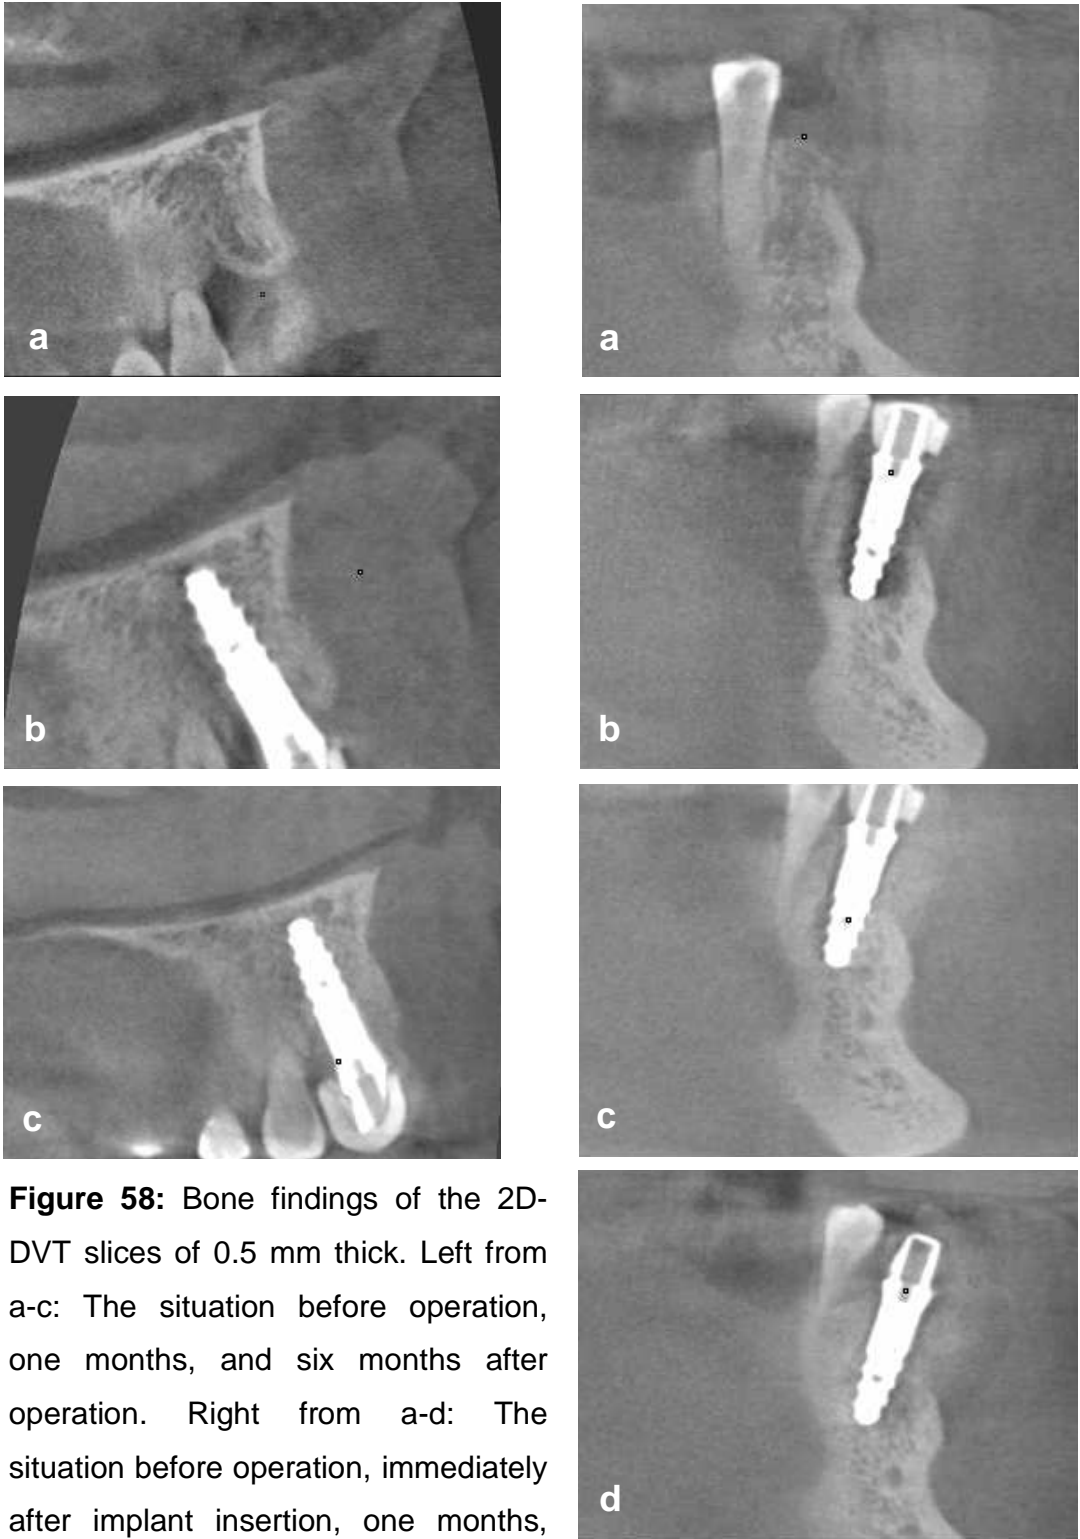 a
a
b
b
c
c
Figure 58: Bone findings of the 2D-
DVT slices of 0.5 mm thick. Left from
a-c: The situation before operation,
one months, and six months after
operation. Right from a-d: The
situation before operation, immediately
after implant insertion, one months,
d